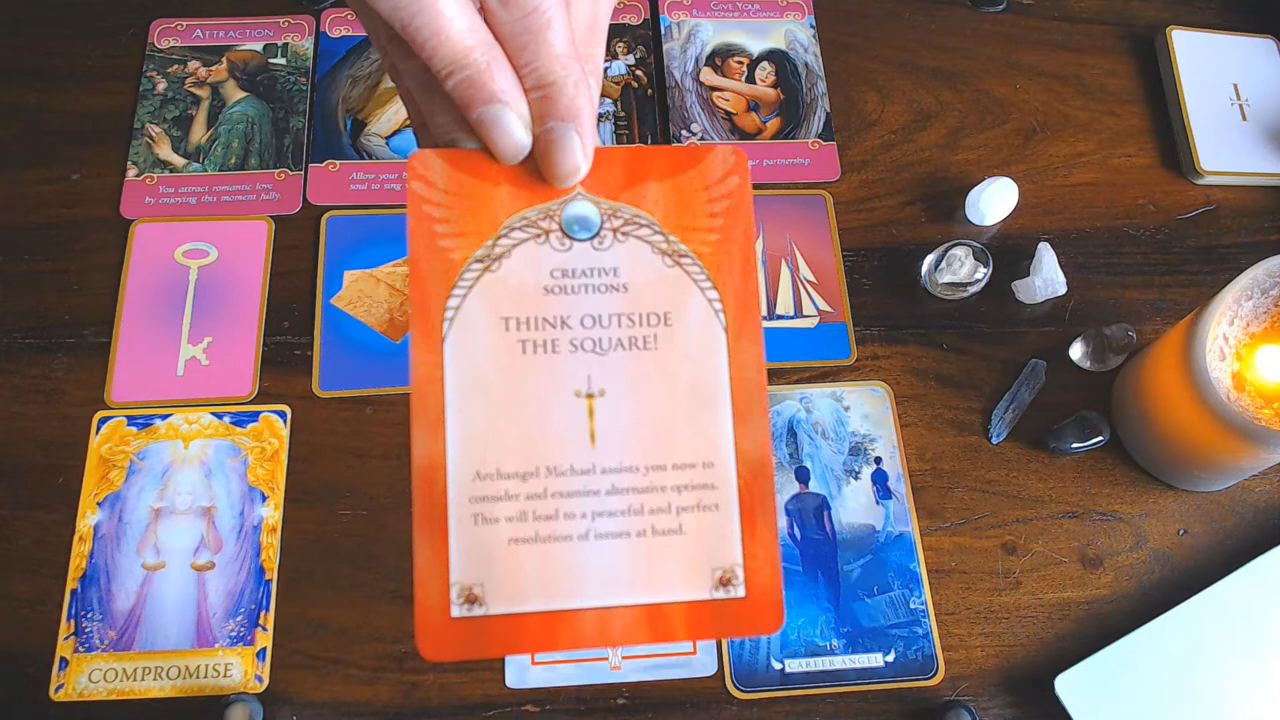 ATTRACTION
GIVE YOUR
RELATIONSHIP A CHANCE
You attract romantic love
by enjoying this moment fully.
Allow your
soul to sing
partnership.
CREATIVE
SOLUTIONS
THINK OUTSIDE
THE SQUARE!
Archangel Michael assists you now to
consider and examine alternative options.
This will lead to a peaceful and perfect
resolution of issues at hand.
COMPROMISE
18
CAREER ANGEL